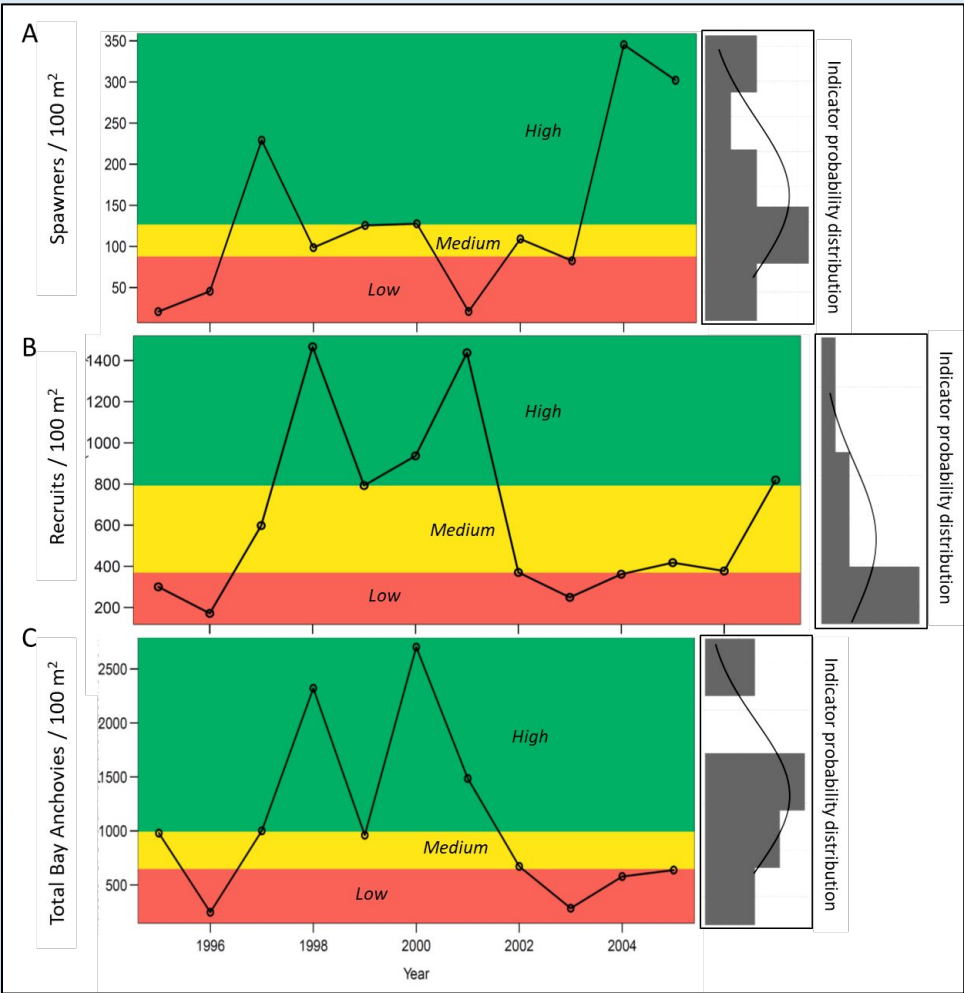 A
Spawners / 100 m²
350
300
250
200
150
100
50
High
Medium
Low
Indicator probability distribution
B
Recruits / 100 m²
1400
1200
1000
800
600
400
200
High
Medium
Low
Indicator probability distribution
C
Total Bay Anchovies / 100 m²
2500
2000
1500
1000
500
High
Medium
Low
Indicator probability distribution
1996 1998 2000 2002 2004
Year